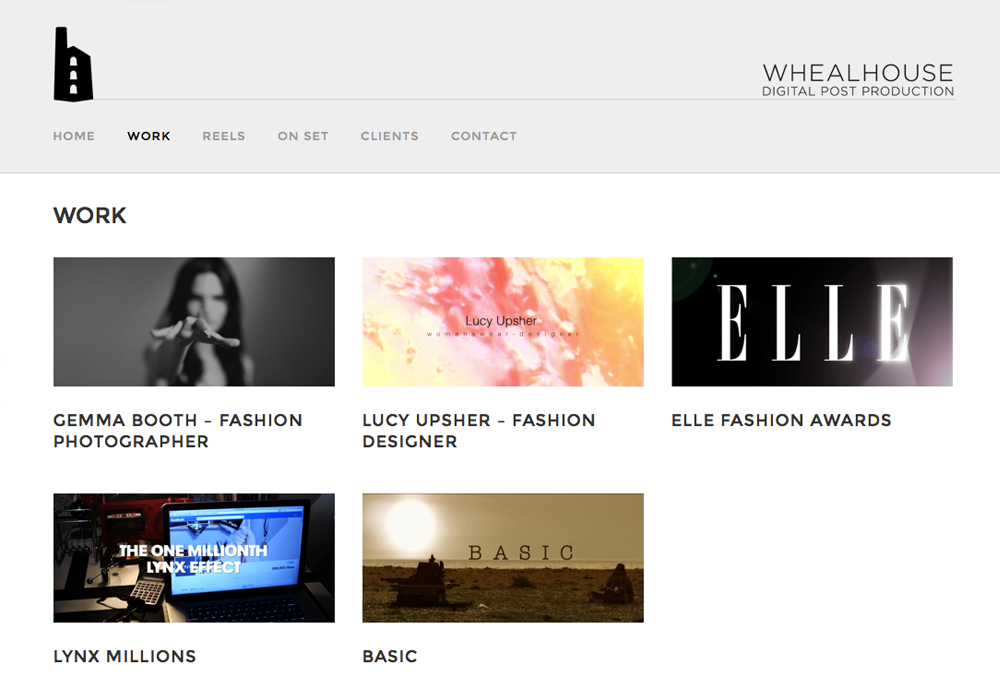 WHEALHOUSE
DIGITAL POST PRODUCTION
HOME WORK REELS ON SET CLIENTS CONTACT
WORK
Lucy Upsher
womenswear-designer
ELLE
GEMMA BOOTH – FASHION
PHOTOGRAPHER
LUCY UPSHER – FASHION
DESIGNER
ELLE FASHION AWARDS
THE ONE MILLIONTH
LYNX EFFECT
BASIC
LYNX MILLIONS
BASIC